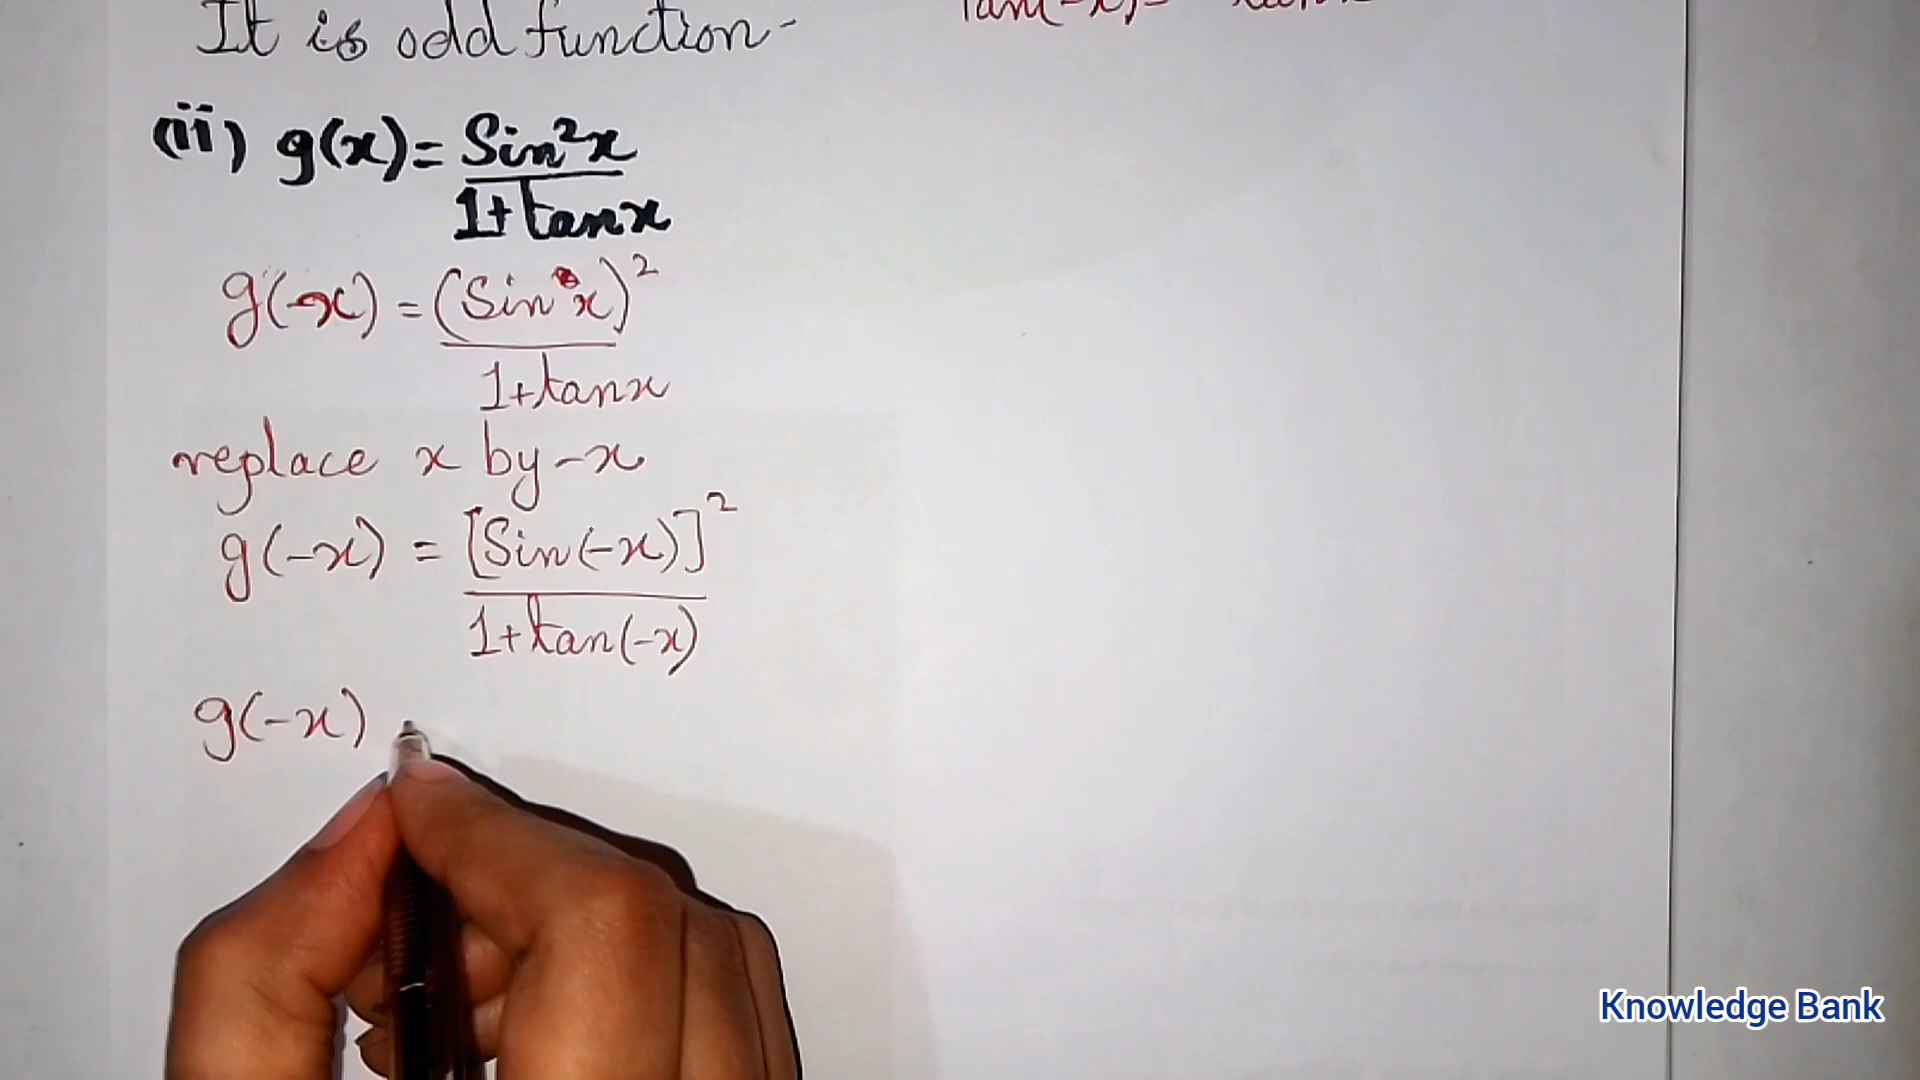 It is odd function-
(ii) g(x) = Sin²x
1+tanx
g(-x) = (Sin x)²
1+tanx
replace x by -x
g(-x) = [Sin(-x)]²
1+tan(-x)
g(-x)
Knowledge Bank